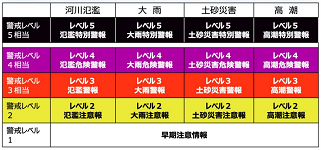 河川氾濫 大雨 土砂災害 高潮
警戒レベル
5相当
レベル5
氾濫特別警報
レベル5
大雨特別警報
レベル5
土砂災害特別警報
レベル5
高潮特別警報
警戒レベル
4相当
レベル4
氾濫危険警報
レベル4
大雨危険警報
レベル4
土砂災害危険警報
レベル4
高潮危険警報
警戒レベル
3相当
レベル3
氾濫警報
レベル3
大雨警報
レベル3
土砂災害警報
レベル3
高潮警報
警戒レベル
2
レベル2
氾濫注意報
レベル2
大雨注意報
レベル2
土砂災害注意報
レベル2
高潮注意報
警戒レベル
1
早期注意情報